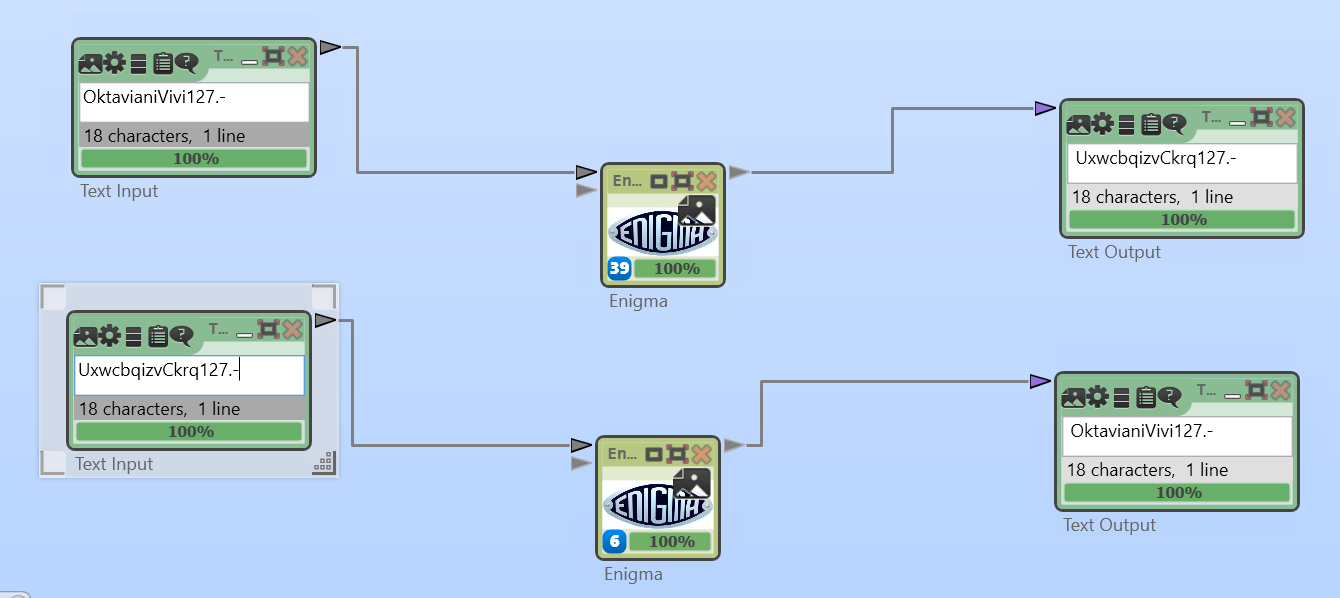 T...
OktavianiVivi127.-
18 characters, 1 line
100%
Text Input
En...
ENIGMA
39
100%
Enigma
T...
UxwcbqizvCkrq127.-
18 characters, 1 line
100%
Text Output
T...
UxwcbqizvCkrq127.-
18 characters, 1 line
100%
Text Input
En...
ENIGMA
6
100%
Enigma
T...
OktavianiVivi127.-
18 characters, 1 line
100%
Text Output